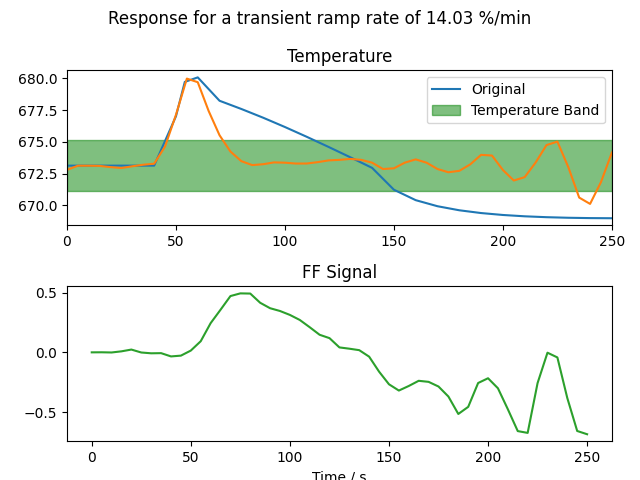 Response for a transient ramp rate of 14.03 %/min
Temperature
680.0
677.5
675.0
672.5
670.0
Original
Temperature Band
0 50 100 150 200 250
FF Signal
0.5
0.0
−0.5
0 50 100 150 200 250
Time / s